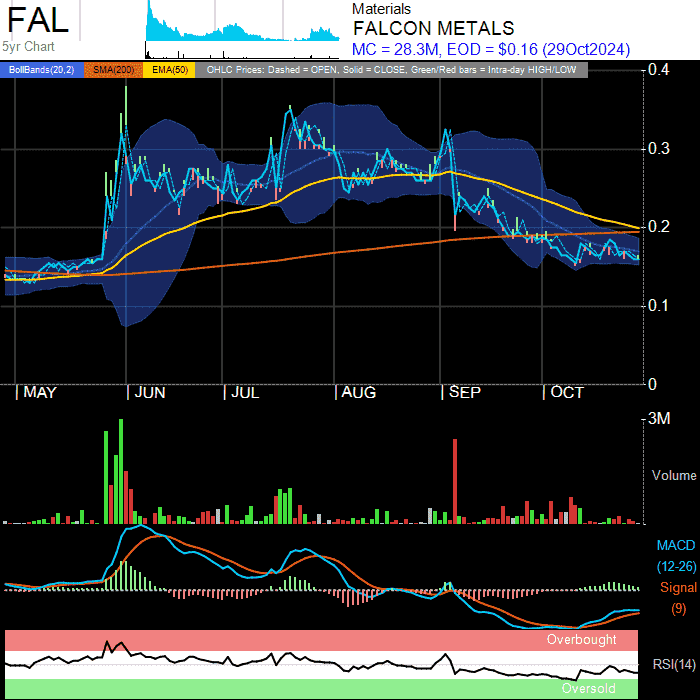 FAL
5yr Chart
Materials
FALCON METALS
MC = 28.3M, EOD = $0.16 (29Oct2024)
BollBands(20,2) SMA(200) EMA(50) OHLC Prices: Dashed = OPEN, Solid = CLOSE, Green/Red bars = Intra-day HIGH/LOW
0.4
0.3
0.2
0.1
0
MAY JUN JUL AUG SEP OCT
3M
Volume
MACD
(12-26)
Signal
(9)
Overbought
RSI(14)
Oversold